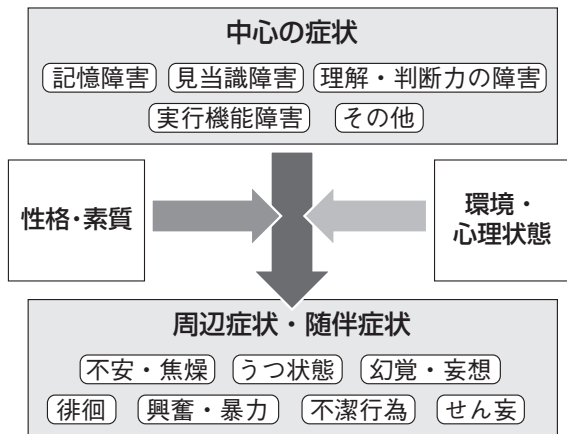 中心の症状
記憶障害 見当識障害 理解・判断力の障害
実行機能障害 その他
性格・素質
環境・
心理状態
周辺症状・随伴症状
不安・焦燥 うつ状態 幻覚・妄想
徘徊 興奮・暴力 不潔行為 せん妄